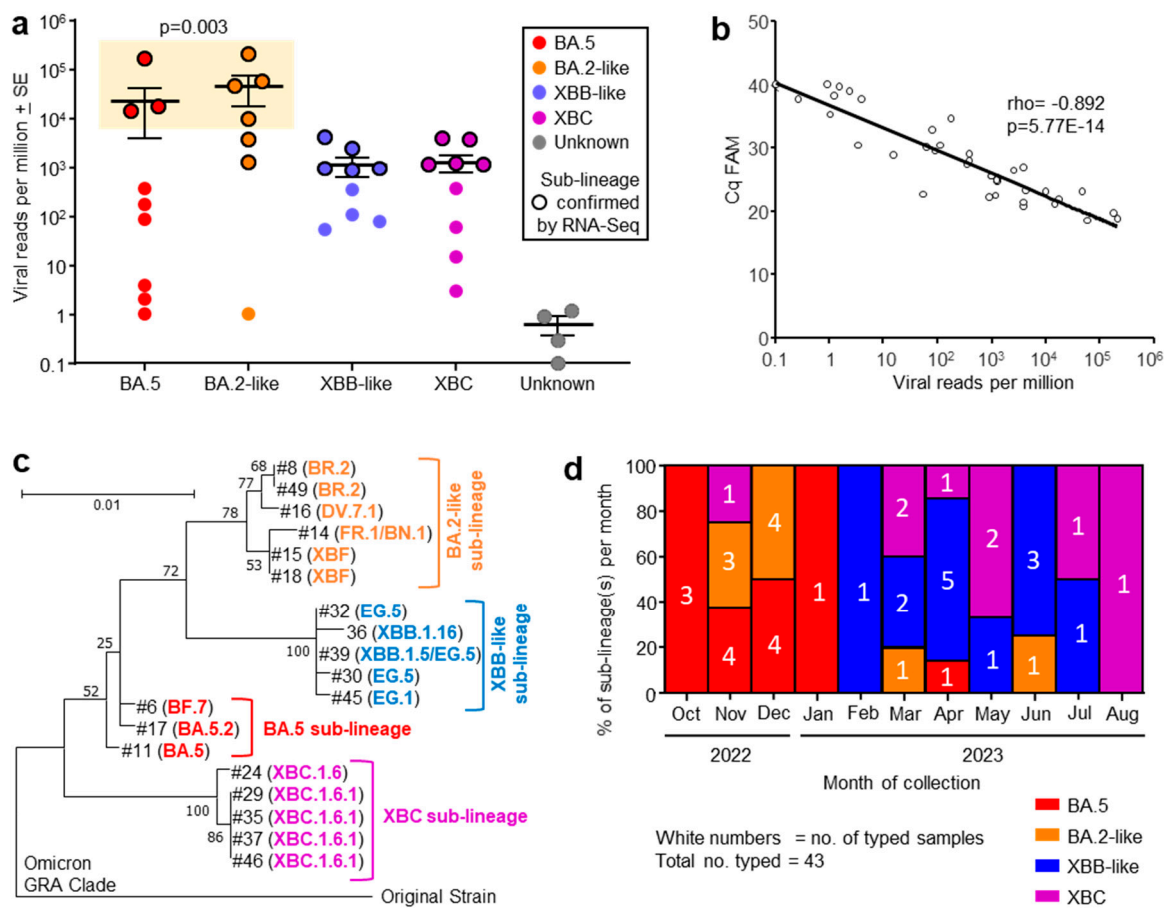 a
p=0.003
Viral reads per million ± SE
10⁶
10⁵
10⁴
10³
10²
10¹
1
0.1
BA.5
BA.2-like
XBB-like
XBC
Unknown
BA.5
BA.2-like
XBB-like
XBC
Unknown
Sub-lineage
confirmed
by RNA-Seq
b
Cq FAM
50
40
30
20
10
0
rho= -0.892
p=5.77E-14
0.1
1
10
10²
10³
10⁴
10⁵
10⁶
Viral reads per million
c
0.01
68
77
78
53
72
100
25
52
100
86
#8 (BR.2)
#49 (BR.2)
#16 (DV.7.1)
#14 (FR.1/BN.1)
#15 (XBF)
#18 (XBF)
BA.2-like
sub-lineage
#32 (EG.5)
36 (XBB.1.16)
#39 (XBB.1.5/EG.5)
#30 (EG.5)
#45 (EG.1)
XBB-like
sub-lineage
#6 (BF.7)
#17 (BA.5.2)
#11 (BA.5)
BA.5 sub-lineage
#24 (XBC.1.6)
#29 (XBC.1.6.1)
#35 (XBC.1.6.1)
#37 (XBC.1.6.1)
#46 (XBC.1.6.1)
XBC sub-lineage
Omicron
GRA Clade
Original Strain
d
% of sub-lineage(s) per month
100
80
60
40
20
0
3
1
3
4
4
4
1
1
2
2
1
1
5
1
2
1
3
1
1
1
1
Oct
Nov
Dec
Jan
Feb
Mar
Apr
May
Jun
Jul
Aug
2022
2023
Month of collection
White numbers = no. of typed samples
Total no. typed = 43
BA.5
BA.2-like
XBB-like
XBC